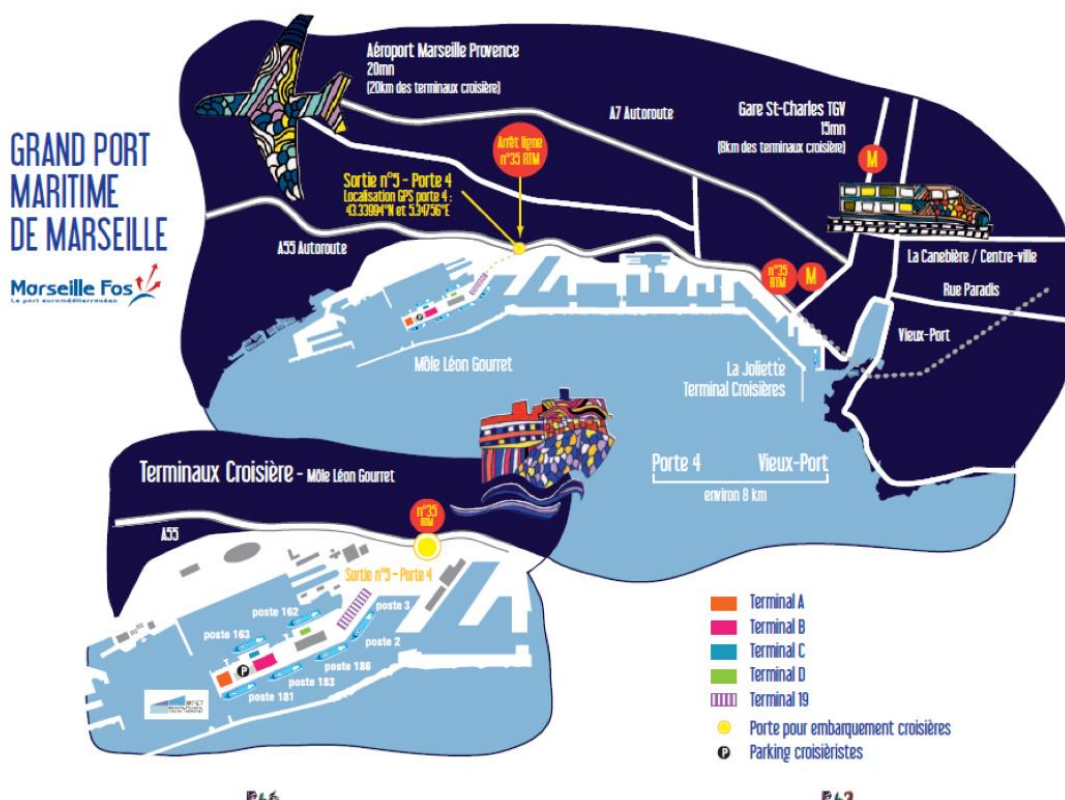 GRAND PORT
MARITIME
DE MARSEILLE
Marseille Fos
Le port euroméditerranéen
Aéroport Marseille Provence
20mn
(20km des terminaux croisière)
A7 Autoroute
Gare St-Charles TGV
15mn
(8km des terminaux croisière)
M
Arrêt ligne
n°35 RTM
Sortie n°5 - Porte 4
Localisation GPS porte 4 :
43.33994°N et 5.34756°E
A55 Autoroute
n°35
RTM
M
La Canebière / Centre-ville
Rue Paradis
Vieux-Port
P
Môle Léon Gourret
La Joliette
Terminal Croisières
Porte 4
Vieux-Port
environ 8 km
Terminaux Croisière - Môle Léon Gourret
A55
n°35
RTM
Sortie n°5 - Porte 4
poste 3
poste 162
poste 163
poste 2
P
poste 186
poste 183
poste 181
Terminal A
Terminal B
Terminal C
Terminal D
Terminal 19
Porte pour embarquement croisières
P Parking croisiéristes